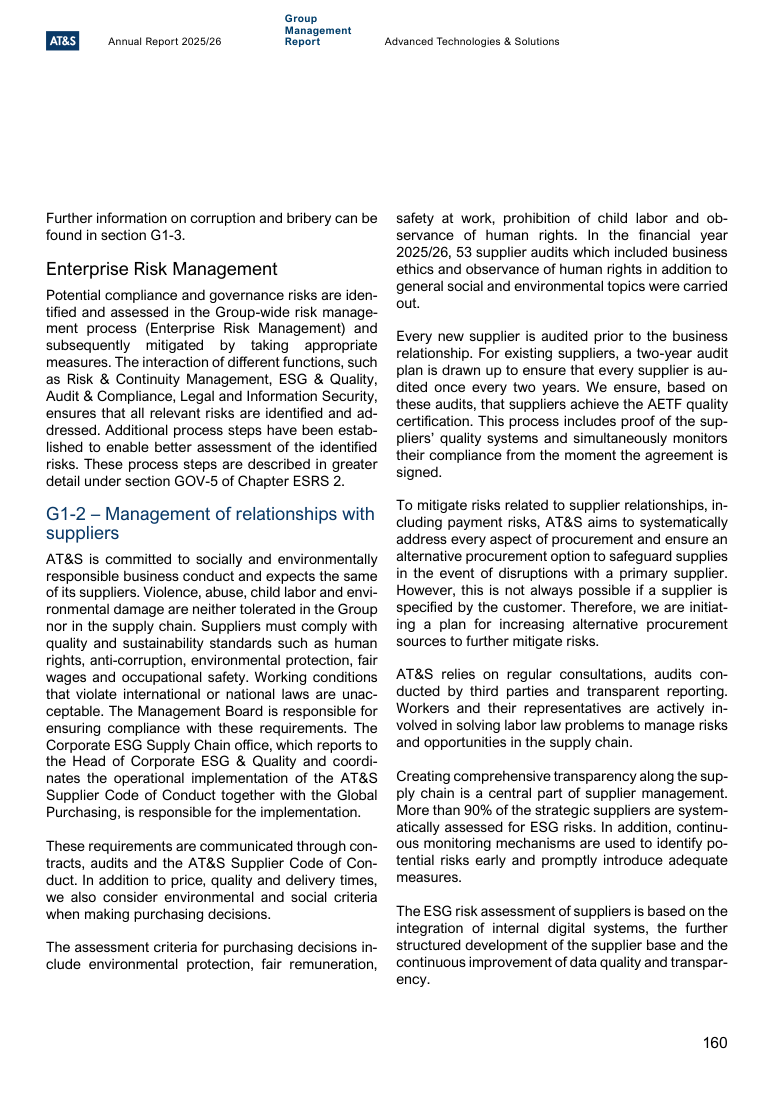 AT&S
Annual Report 2025/26
Group
Management
Report
Advanced Technologies & Solutions
Further information on corruption and bribery can be
found in section G1-3.
Enterprise Risk Management
Potential compliance and governance risks are iden-
tified and assessed in the Group-wide risk manage-
ment process (Enterprise Risk Management) and
subsequently mitigated by taking appropriate
measures. The interaction of different functions, such
as Risk & Continuity Management, ESG & Quality,
Audit & Compliance, Legal and Information Security,
ensures that all relevant risks are identified and ad-
dressed. Additional process steps have been estab-
lished to enable better assessment of the identified
risks. These process steps are described in greater
detail under section GOV-5 of Chapter ESRS 2.
G1-2 – Management of relationships with
suppliers
AT&S is committed to socially and environmentally
responsible business conduct and expects the same
of its suppliers. Violence, abuse, child labor and envi-
ronmental damage are neither tolerated in the Group
nor in the supply chain. Suppliers must comply with
quality and sustainability standards such as human
rights, anti-corruption, environmental protection, fair
wages and occupational safety. Working conditions
that violate international or national laws are unac-
ceptable. The Management Board is responsible for
ensuring compliance with these requirements. The
Corporate ESG Supply Chain office, which reports to
the Head of Corporate ESG & Quality and coordi-
nates the operational implementation of the AT&S
Supplier Code of Conduct together with the Global
Purchasing, is responsible for the implementation.
These requirements are communicated through con-
tracts, audits and the AT&S Supplier Code of Con-
duct. In addition to price, quality and delivery times,
we also consider environmental and social criteria
when making purchasing decisions.
The assessment criteria for purchasing decisions in-
clude environmental protection, fair remuneration,
safety at work, prohibition of child labor and ob-
servance of human rights. In the financial year
2025/26, 53 supplier audits which included business
ethics and observance of human rights in addition to
general social and environmental topics were carried
out.
Every new supplier is audited prior to the business
relationship. For existing suppliers, a two-year audit
plan is drawn up to ensure that every supplier is au-
dited once every two years. We ensure, based on
these audits, that suppliers achieve the AETF quality
certification. This process includes proof of the sup-
pliers’ quality systems and simultaneously monitors
their compliance from the moment the agreement is
signed.
To mitigate risks related to supplier relationships, in-
cluding payment risks, AT&S aims to systematically
address every aspect of procurement and ensure an
alternative procurement option to safeguard supplies
in the event of disruptions with a primary supplier.
However, this is not always possible if a supplier is
specified by the customer. Therefore, we are initiat-
ing a plan for increasing alternative procurement
sources to further mitigate risks.
AT&S relies on regular consultations, audits con-
ducted by third parties and transparent reporting.
Workers and their representatives are actively in-
volved in solving labor law problems to manage risks
and opportunities in the supply chain.
Creating comprehensive transparency along the sup-
ply chain is a central part of supplier management.
More than 90% of the strategic suppliers are system-
atically assessed for ESG risks. In addition, continu-
ous monitoring mechanisms are used to identify po-
tential risks early and promptly introduce adequate
measures.
The ESG risk assessment of suppliers is based on the
integration of internal digital systems, the further
structured development of the supplier base and the
continuous improvement of data quality and transpar-
ency.
160